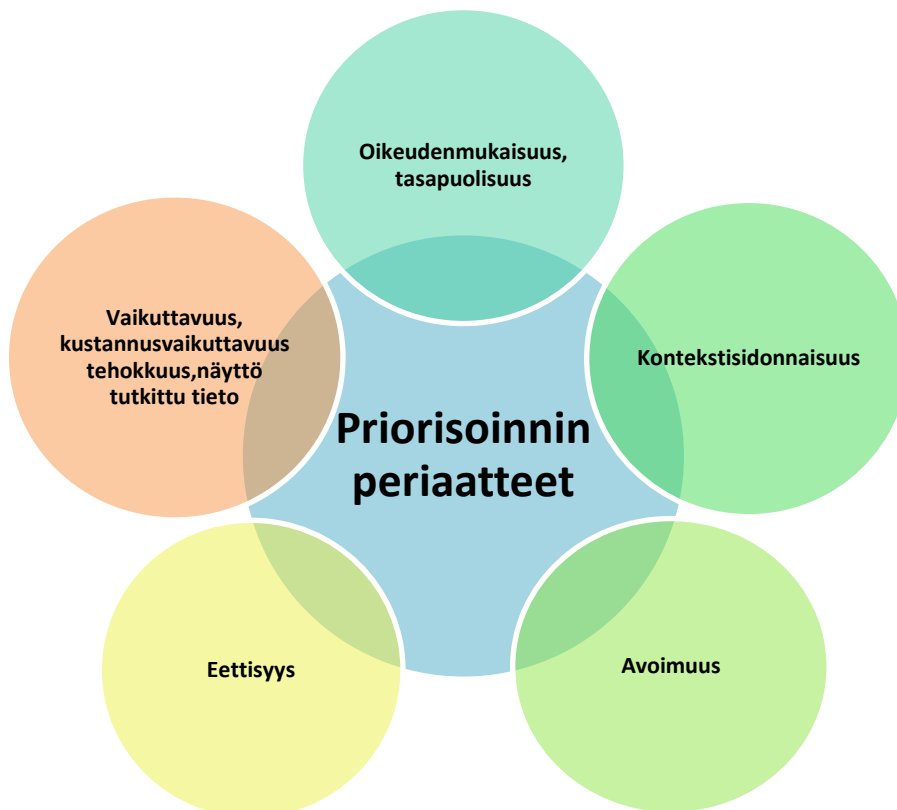 Oikeudenmukaisuus,
tasapuolisuus
Vaikuttavuus,
kustannusvaikuttavuus
tehokkuus,näyttö
tutkittu tieto
Kontekstisidonnaisuus
Priorisoinnin
periaatteet
Eettisyys
Avoimuus